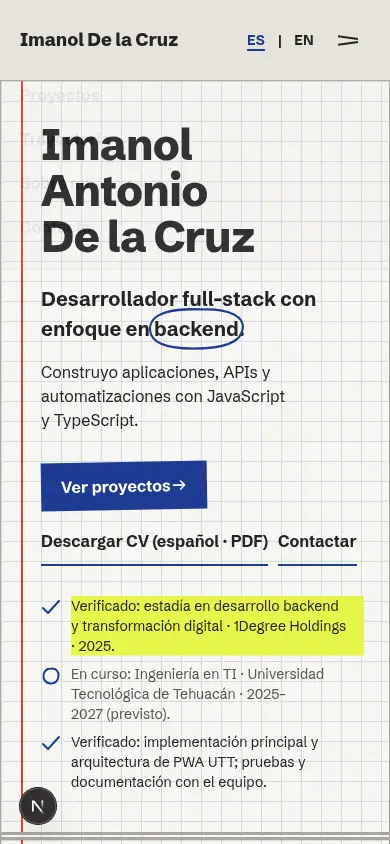 Imanol De la Cruz
ES | EN
Proyectos
Imanol
Antonio
De la Cruz
Desarrollador full-stack con
enfoque en backend.
Construyo aplicaciones, APIs y
automatizaciones con JavaScript
y TypeScript.
Ver proyectos→
Descargar CV (español · PDF) Contactar
Verificado: estadía en desarrollo backend
y transformación digital · 1Degree Holdings
· 2025.
En curso: Ingeniería en TI · Universidad
Tecnológica de Tehuacán · 2025–
2027 (previsto).
Verificado: implementación principal y
arquitectura de PWA UTT; pruebas y
documentación con el equipo.
N